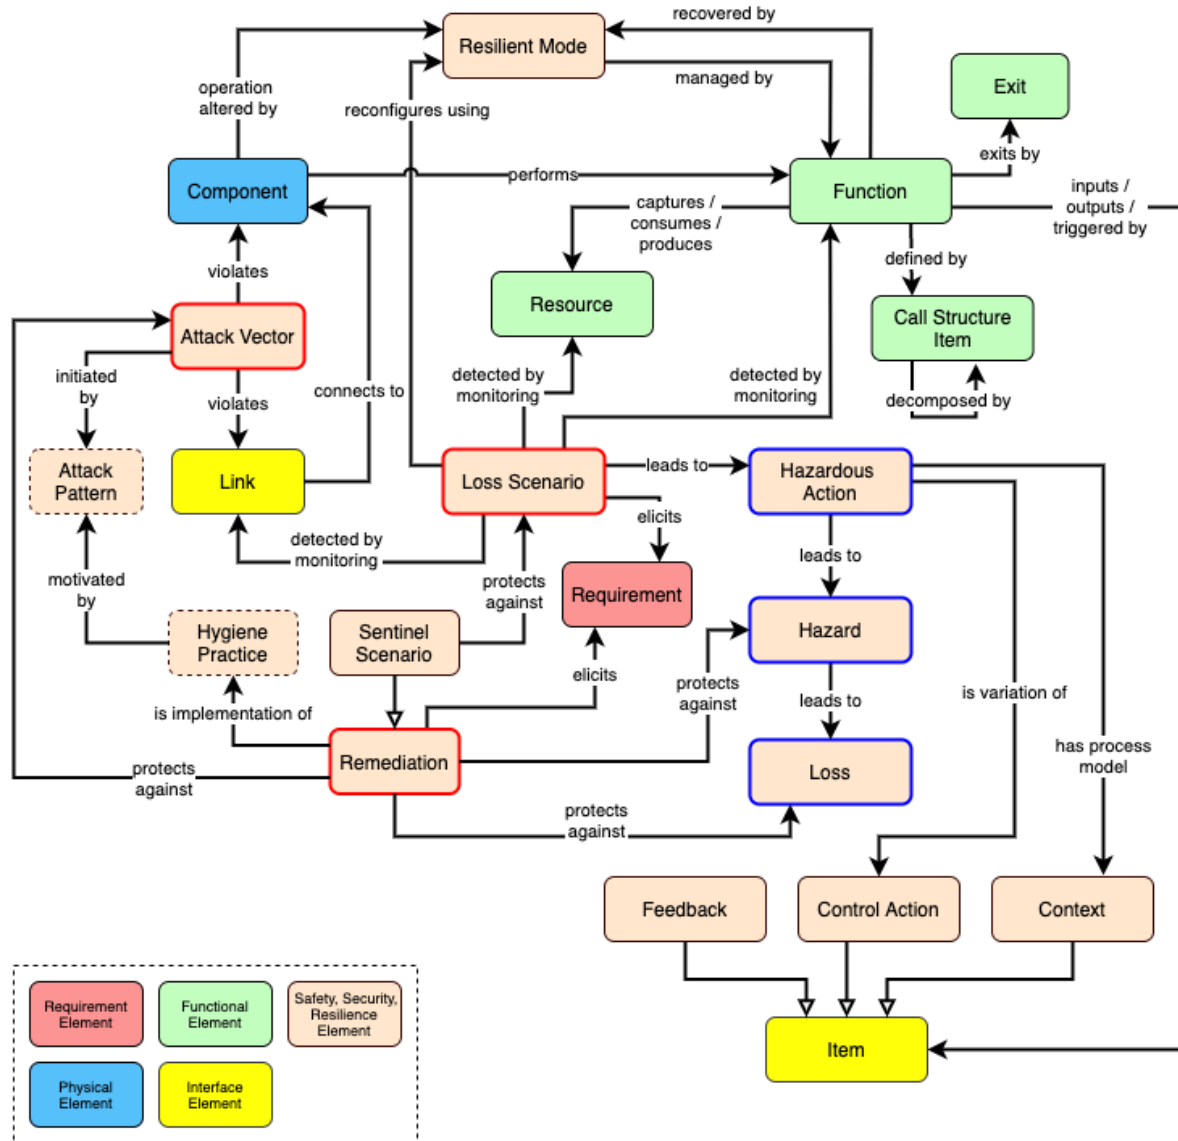 recovered by
Resilient Mode
managed by
operation
altered by
reconfigures using
Exit
exits by
Component
performs
Function
inputs /
outputs /
triggered by
captures /
consumes /
produces
violates
defined by
Resource
Call Structure
Item
Attack Vector
initiated
by
violates
connects to
detected by
monitoring
detected by
monitoring
decomposed by
Attack
Pattern
Link
Loss Scenario
leads to
Hazardous
Action
elicits
detected by
monitoring
leads to
motivated
by
protects
against
Requirement
Hygiene
Practice
Sentinel
Scenario
Hazard
elicits
protects
against
is variation of
is implementation of
leads to
has process
model
Remediation
Loss
protects
against
protects
against
Feedback
Control Action
Context
Item
Requirement
Element
Functional
Element
Safety, Security,
Resilience
Element
Physical
Element
Interface
Element